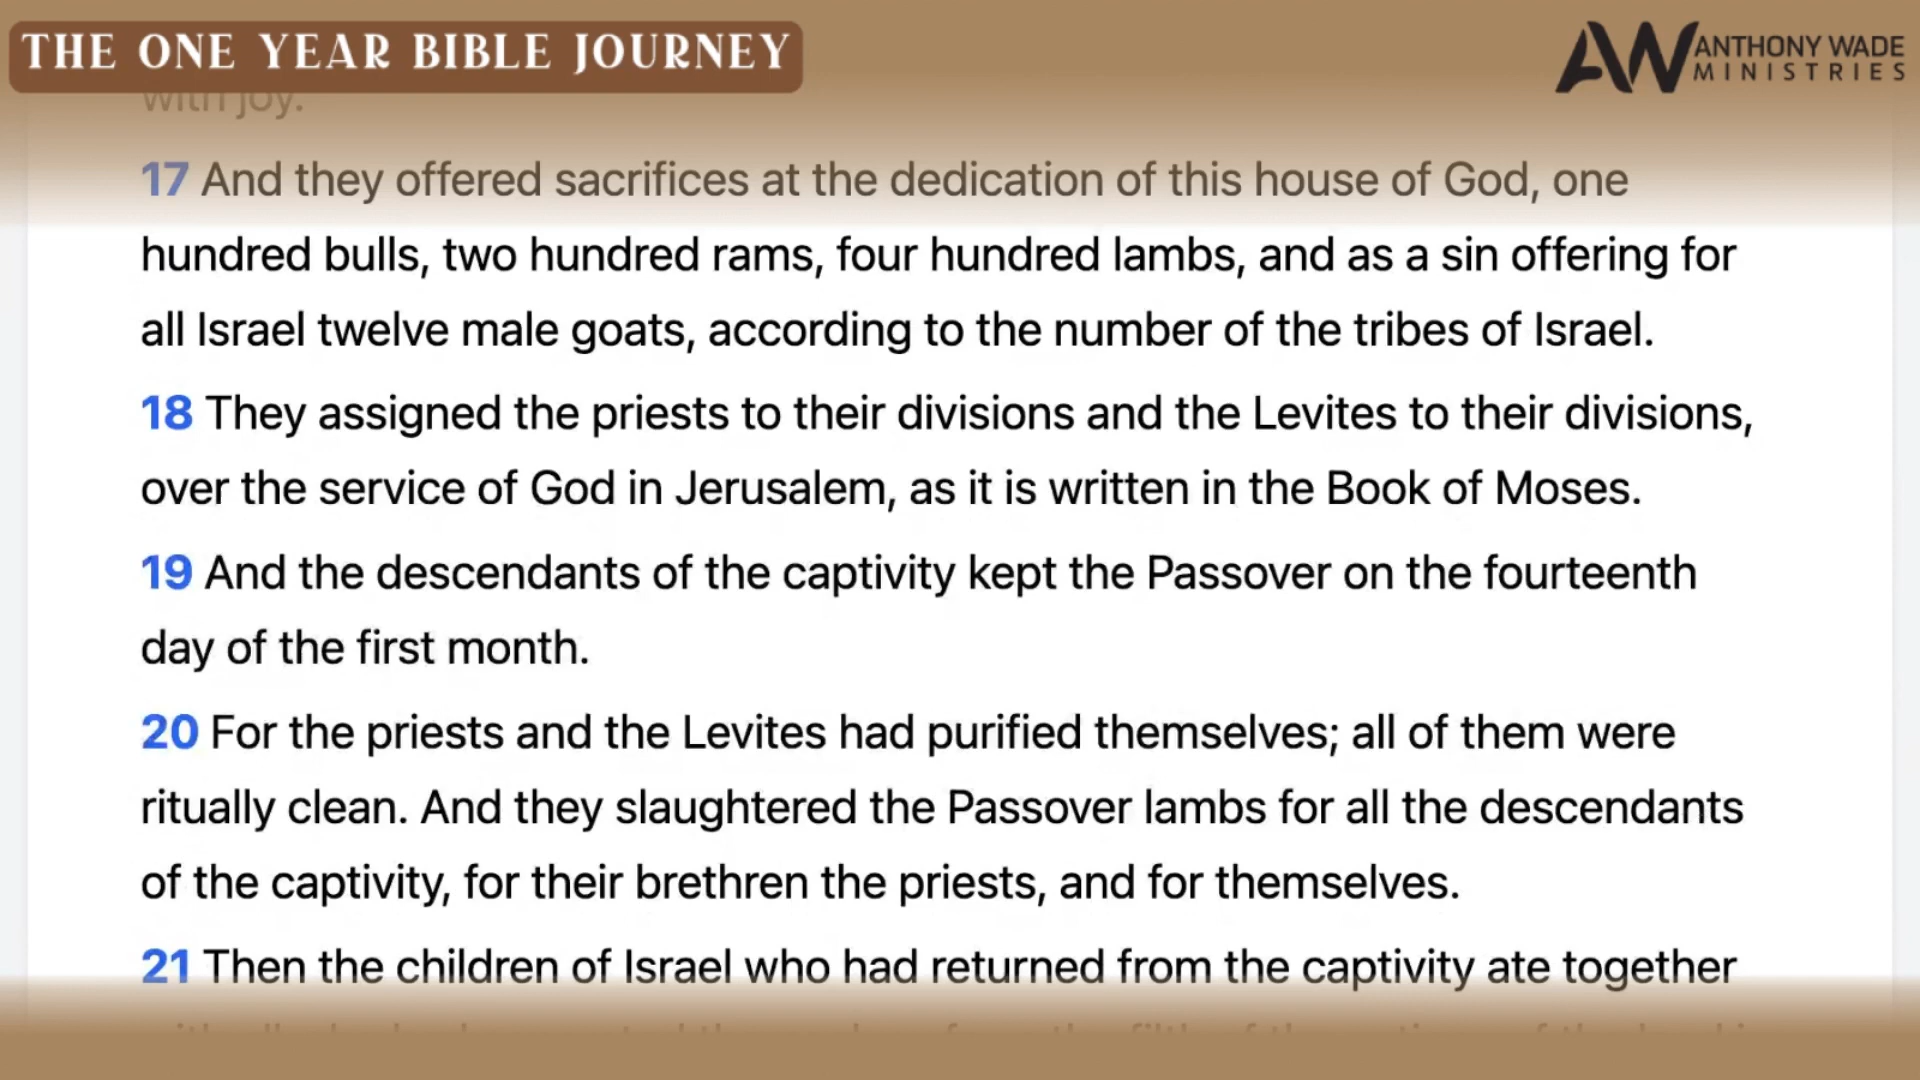 THE ONE YEAR BIBLE JOURNEY
AW ANTHONY WADE
MINISTRIES
with joy.
17 And they offered sacrifices at the dedication of this house of God, one
hundred bulls, two hundred rams, four hundred lambs, and as a sin offering for
all Israel twelve male goats, according to the number of the tribes of Israel.
18 They assigned the priests to their divisions and the Levites to their divisions,
over the service of God in Jerusalem, as it is written in the Book of Moses.
19 And the descendants of the captivity kept the Passover on the fourteenth
day of the first month.
20 For the priests and the Levites had purified themselves; all of them were
ritually clean. And they slaughtered the Passover lambs for all the descendants
of the captivity, for their brethren the priests, and for themselves.
21 Then the children of Israel who had returned from the captivity ate together